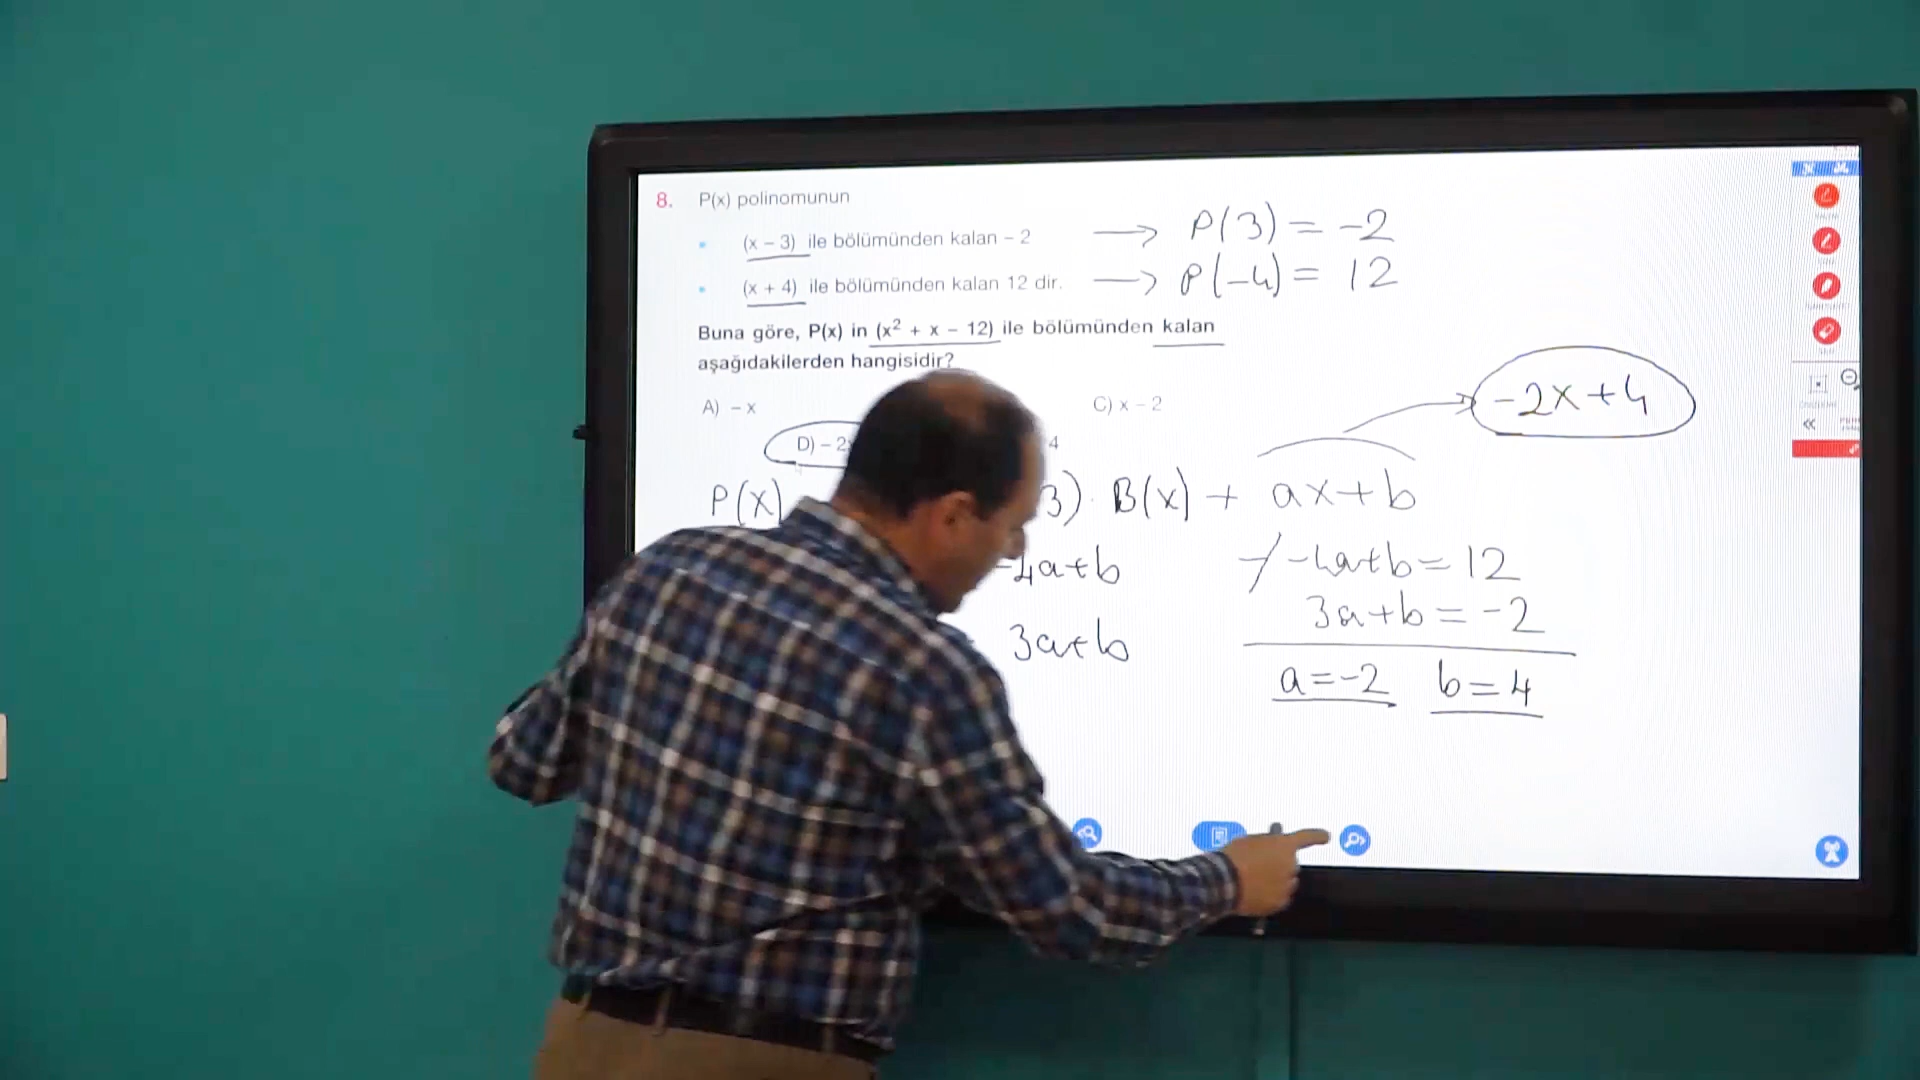 8. P(x) polinomunun
(x – 3) ile bölümünden kalan – 2 → P(3) = -2
(x + 4) ile bölümünden kalan 12 dir. → P(-4) = 12
Buna göre, P(x) in (x² + x – 12) ile bölümünden kalan
aşağıdakilerden hangisidir?
A) – x C) x – 2 -2x+4
D) – 2 4
P(x) 3) · B(x) + ax+b
-4a+b -4a+b = 12
3a+b = -2
3a+b
a = -2 b = 4